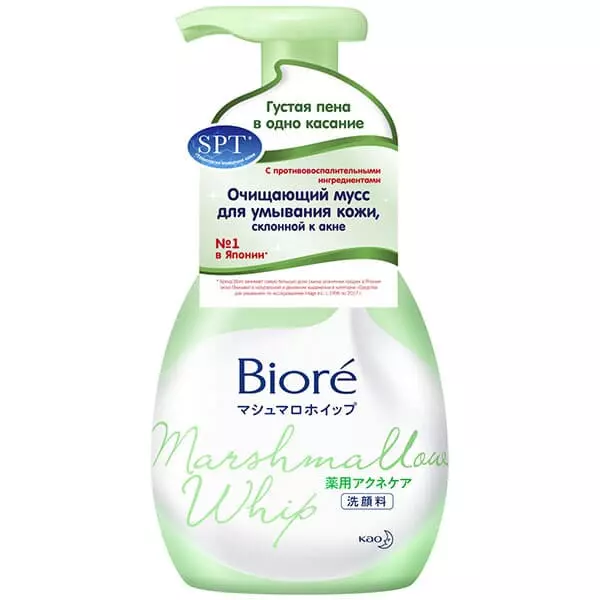 Густая пена
в одно касание
SPT*
С противовоспалительными
ингредиентами
Очищающий мусс
для умывания кожи,
склонной к акне
№1
в Японии*
Bioré
マシュマロホイップ®
Marshmallow
Whip
薬用アクネケア
洗顔料
Kao